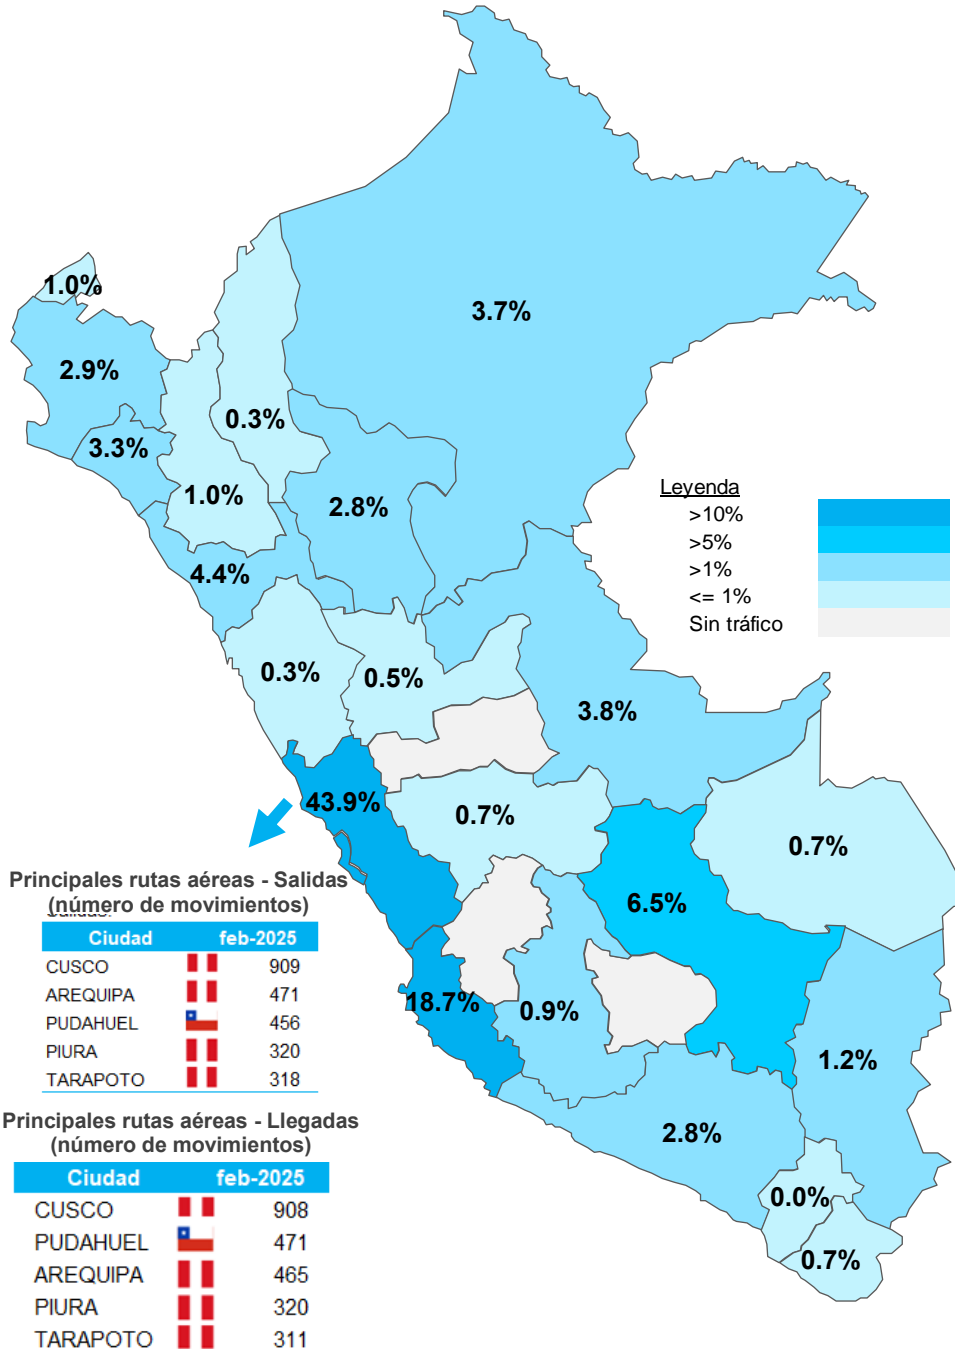 1.0%
3.7%
2.9%
0.3%
3.3%
1.0%
2.8%
Leyenda
>10%
>5%
>1%
<= 1%
Sin tráfico
4.4%
0.3%
0.5%
3.8%
43.9%
0.7%
0.7%
6.5%
18.7%
0.9%
1.2%
2.8%
0.0%
0.7%
Principales rutas aéreas - Salidas
(número de movimientos)
Ciudad feb-2025
CUSCO 909
AREQUIPA 471
PUDAHUEL 456
PIURA 320
TARAPOTO 318
Principales rutas aéreas - Llegadas
(número de movimientos)
Ciudad feb-2025
CUSCO 908
PUDAHUEL 471
AREQUIPA 465
PIURA 320
TARAPOTO 311